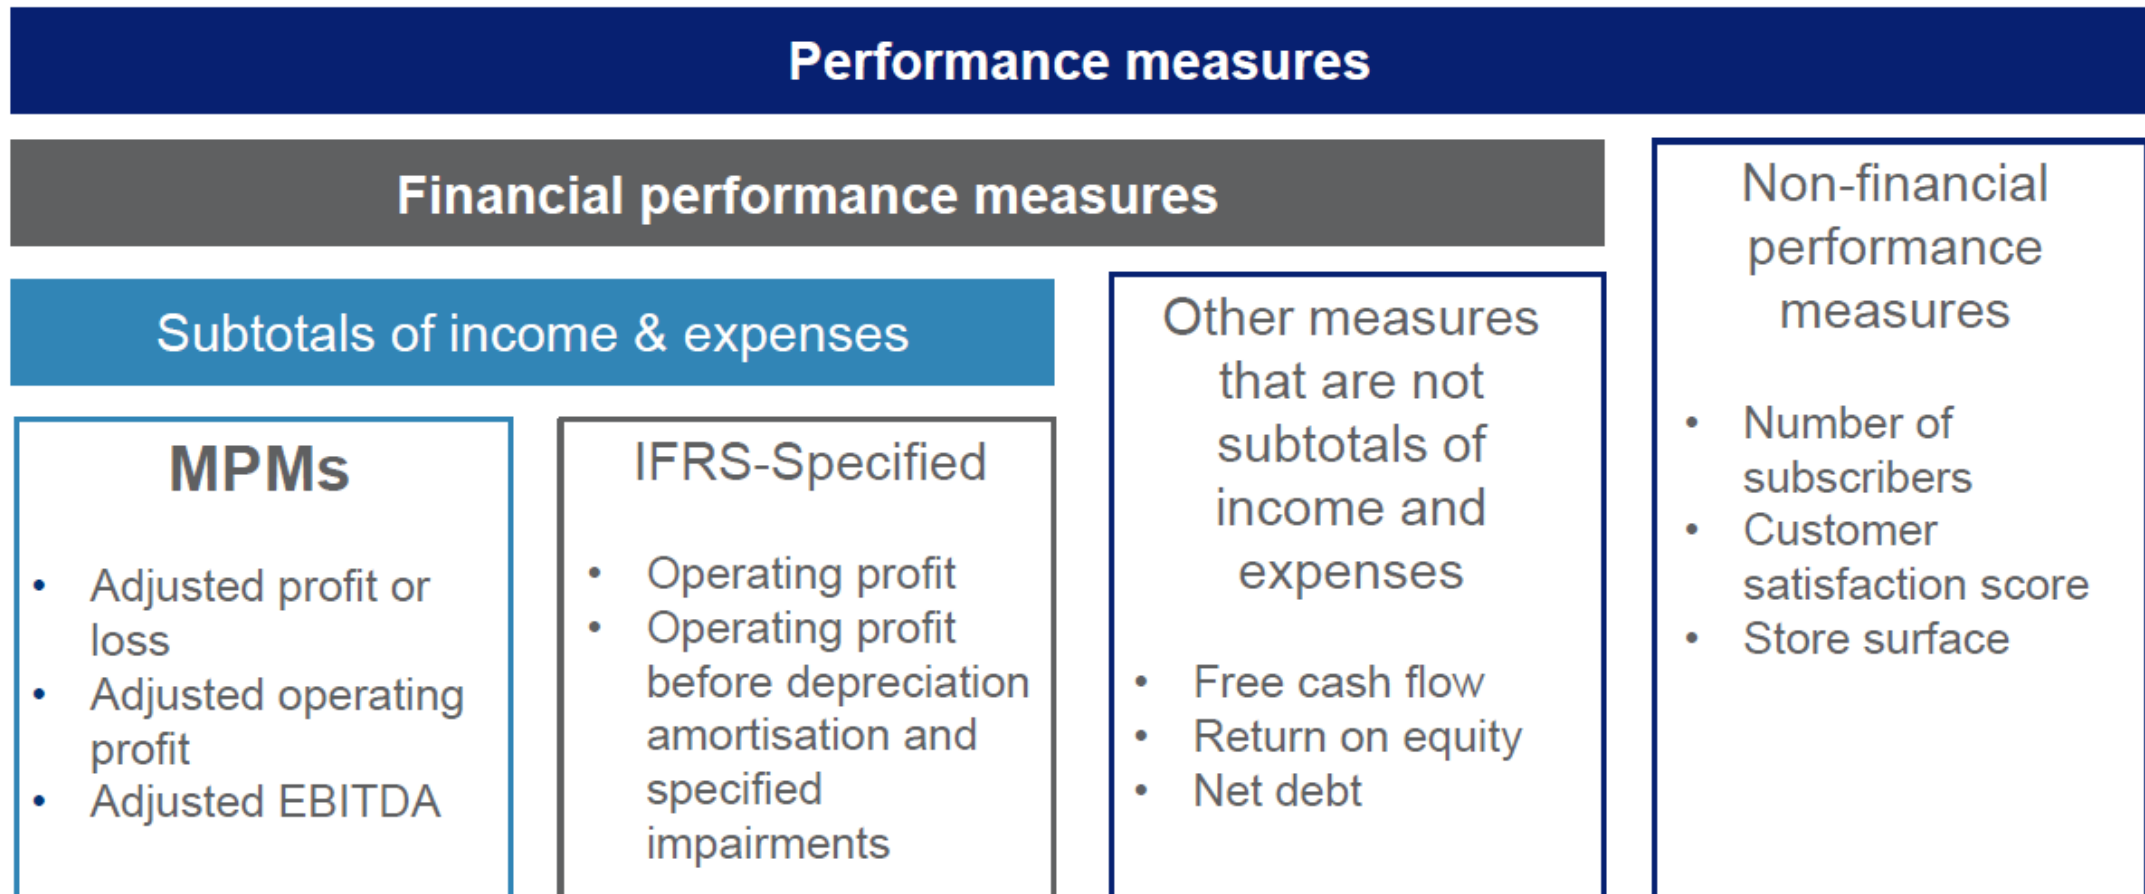 Performance measures
Financial performance measures
Subtotals of income & expenses
MPMs
• Adjusted profit or
loss
• Adjusted operating
profit
• Adjusted EBITDA
IFRS-Specified
• Operating profit
• Operating profit
before depreciation
amortisation and
specified
impairments
Other measures
that are not
subtotals of
income and
expenses
• Free cash flow
• Return on equity
• Net debt
Non-financial
performance
measures
• Number of
subscribers
• Customer
satisfaction score
• Store surface